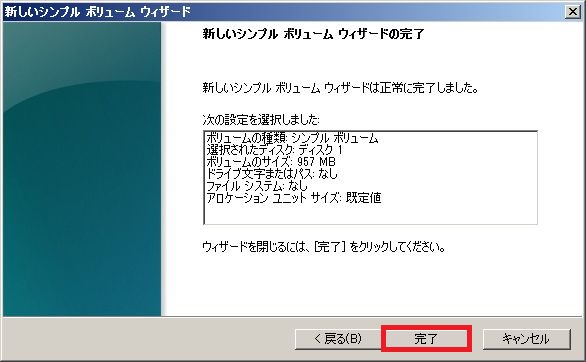 新しいシンプル ボリューム ウィザード
新しいシンプル ボリューム ウィザードの完了
新しいシンプル ボリューム ウィザードは正常に完了しました。
次の設定を選択しました:
ボリュームの種類: シンプル ボリューム
選択されたディスク: ディスク 1
ボリュームのサイズ: 957 MB
ドライブ文字またはパス: なし
ファイル システム: なし
アロケーション ユニット サイズ: 既定値
ウィザードを閉じるには、[完了] をクリックしてください。
< 戻る(B)
完了
キャンセル